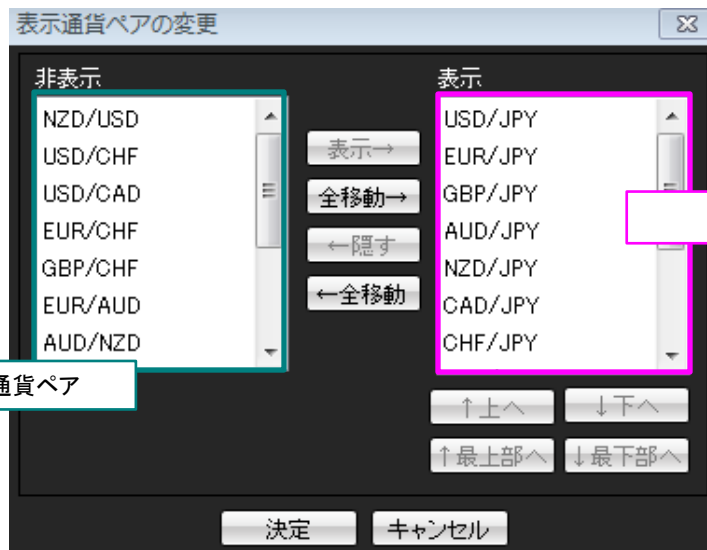 表示通貨ペアの変更
非表示
NZD/USD
USD/CHF
USD/CAD
EUR/CHF
GBP/CHF
EUR/AUD
AUD/NZD
通貨ペア
表示→
全移動→
←隠す
←全移動
表示
USD/JPY
EUR/JPY
GBP/JPY
AUD/JPY
NZD/JPY
CAD/JPY
CHF/JPY
↑上へ
↓下へ
↑最上部へ
↓最下部へ
決定
キャンセル